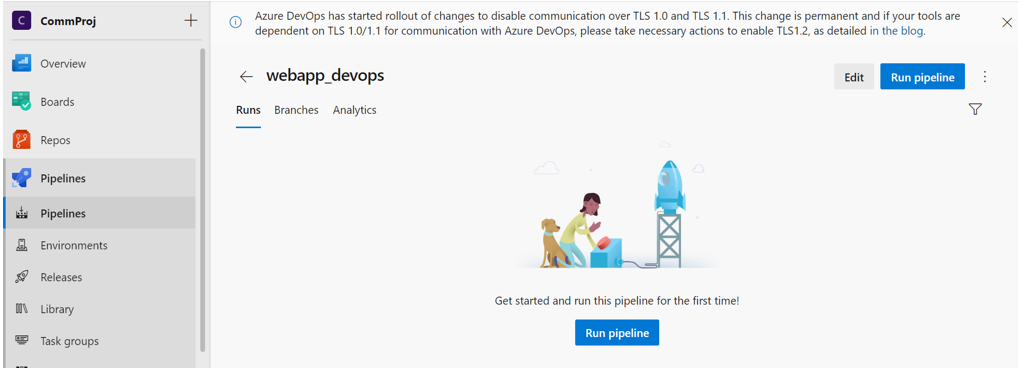 C CommProj
Overview
Boards
Repos
Pipelines
Pipelines
Environments
Releases
Library
Task groups
Azure DevOps has started rollout of changes to disable communication over TLS 1.0 and TLS 1.1. This change is permanent and if your tools are
dependent on TLS 1.0/1.1 for communication with Azure DevOps, please take necessary actions to enable TLS1.2, as detailed in the blog.
webapp_devops
Edit
Run pipeline
Runs Branches Analytics
Get started and run this pipeline for the first time!
Run pipeline